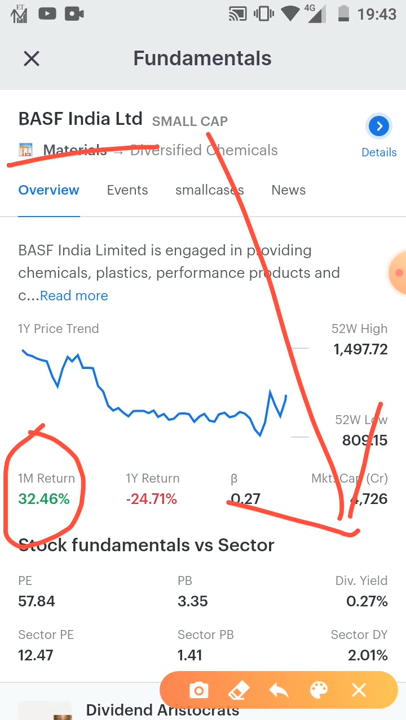 ET
M
4G
19:43
Fundamentals
BASF India Ltd SMALL CAP
Materials → Diversified Chemicals
Details
Overview Events smallcases News
BASF India Limited is engaged in providing
chemicals, plastics, performance products and
c...Read more
1Y Price Trend 52W High
1,497.72
52W Low
809.15
1M Return 1Y Return β Mkt. Cap (Cr)
32.46% -24.71% 0.27 4,726
Stock fundamentals vs Sector
PE PB Div. Yield
57.84 3.35 0.27%
Sector PE Sector PB Sector DY
12.47 1.41 2.01%
Dividend Aristocrats